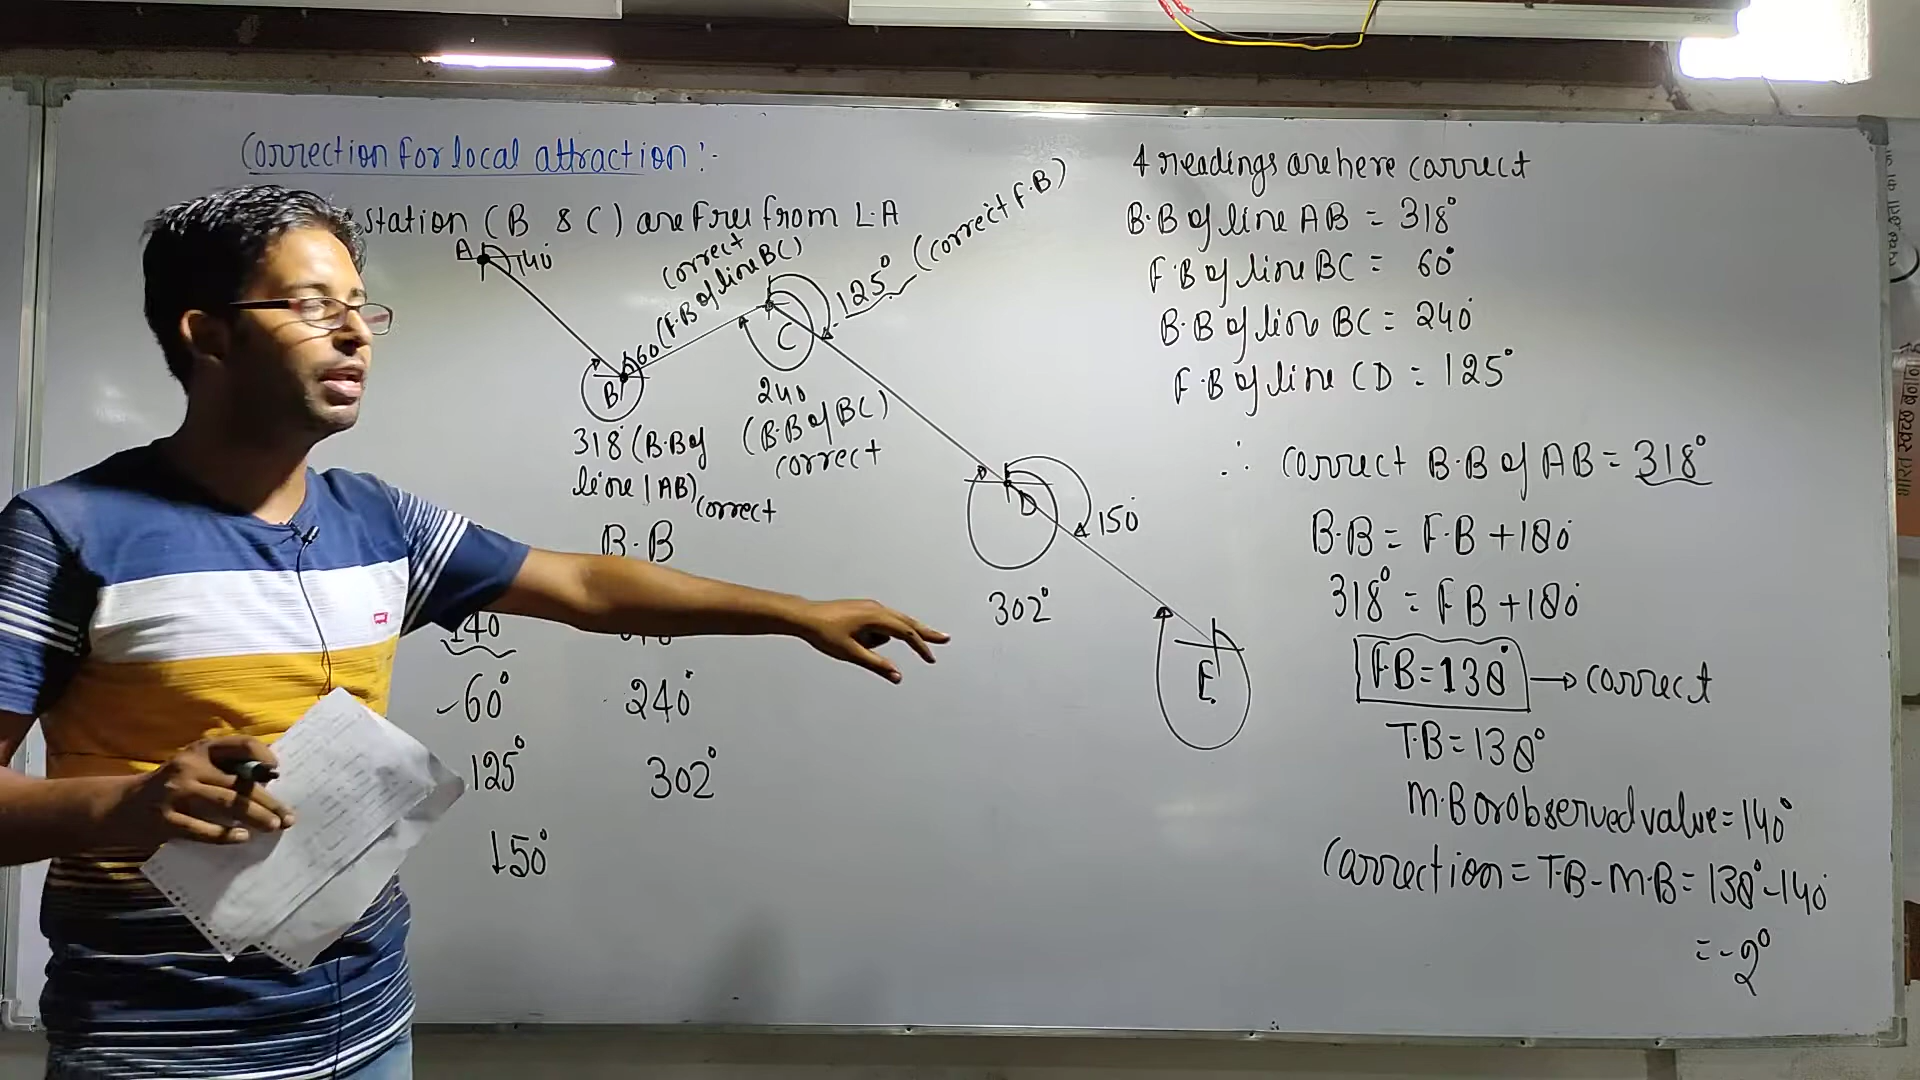 Correction for local attraction :-
station (B & C) are free from L.A
A
140°
correct
(F.B of line BC)
60
B
C
125° (correct F.B)
240
(B.B of BC)
correct
318° (B.B of
line AB)
correct
D
150°
302°
E
B.B
140
60°
240°
125°
302°
150°
4 readings are here correct
B.B of line AB = 318°
F.B of line BC = 60°
B.B of line BC = 240°
F.B of line CD = 125°
∴ correct B.B of AB = 318°
B.B = F.B + 180°
318° = FB + 180°
F.B = 138° → correct
T.B = 138°
M.B or observed value = 140°
Correction = T.B - M.B = 138° - 140°
= -2°